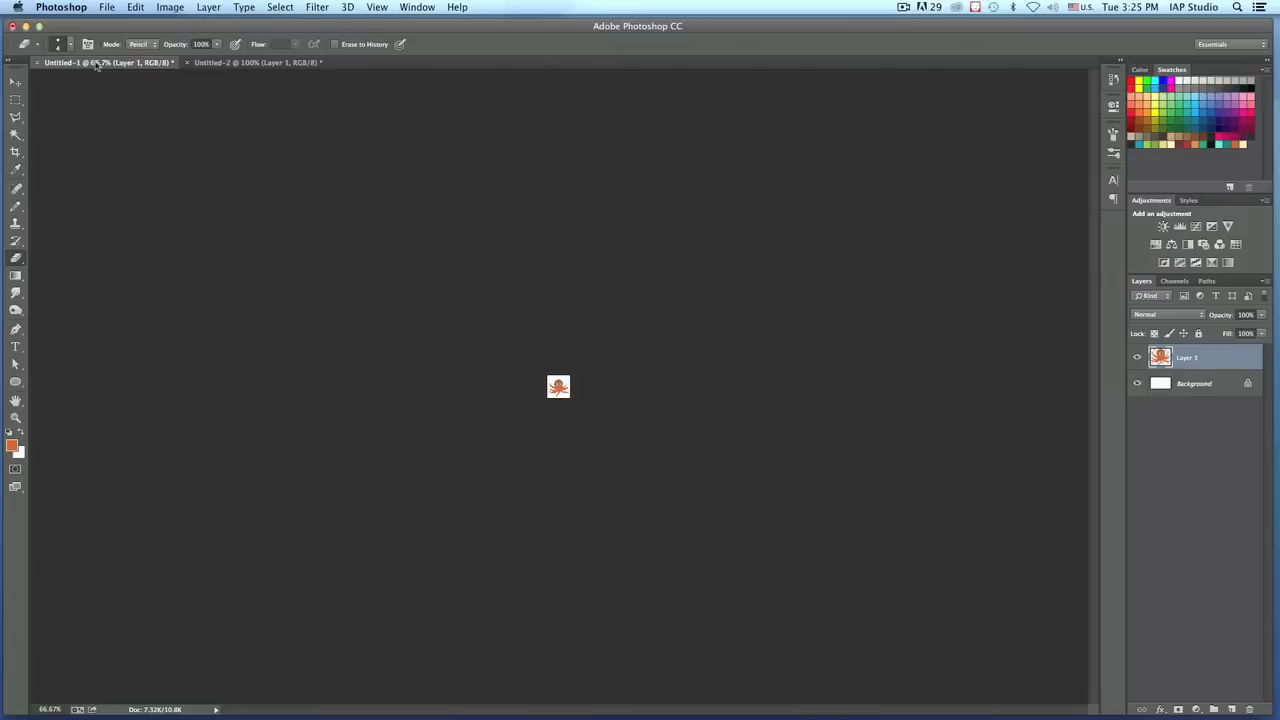 Photoshop File Edit Image Layer Type Select Filter 3D View Window Help 29 U.S. Tue 3:25 PM IAP Studio
Adobe Photoshop CC
4 Mode: Pencil Opacity: 100% Flow: Erase to History Essentials
Untitled-1 @ 66.7% (Layer 1, RGB/8) * Untitled-2 @ 100% (Layer 1, RGB/8) *
Color Swatches
Adjustments Styles
Add an adjustment
Layers Channels Paths
Kind
Normal Opacity: 100%
Lock: Fill: 100%
Layer 1
Background
66.67% Doc: 7.32K/10.8K